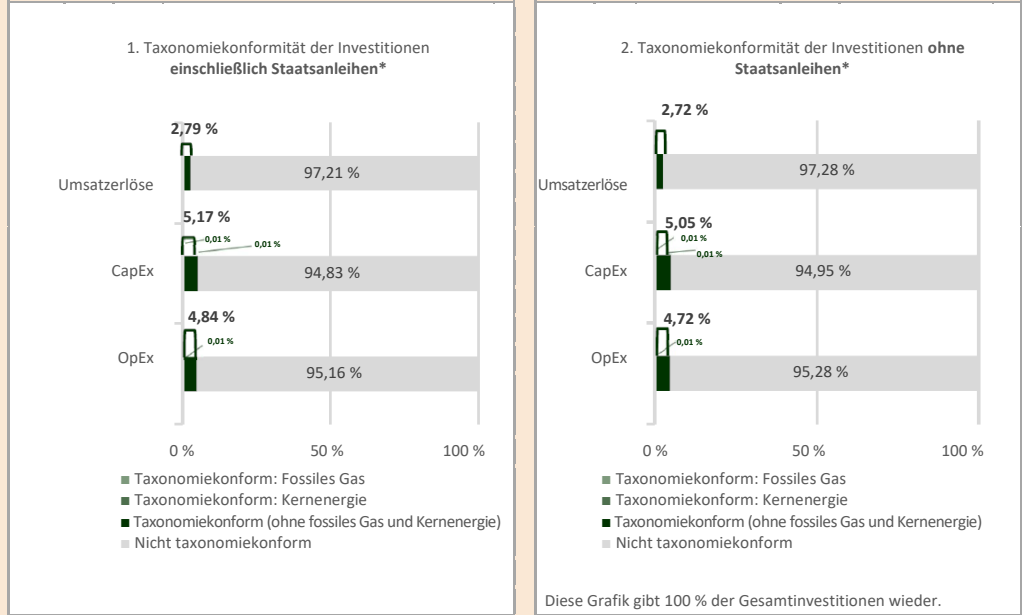 1. Taxonomiekonformität der Investitionen
einschließlich Staatsanleihen*
2,79 %
Umsatzerlöse
97,21 %
5,17 %
0,01 %
0,01 %
CapEx
94,83 %
4,84 %
0,01 %
OpEx
95,16 %
0 %
50 %
100 %
Taxonomiekonform: Fossiles Gas
Taxonomiekonform: Kernenergie
Taxonomiekonform (ohne fossiles Gas und Kernenergie)
Nicht taxonomiekonform
2. Taxonomiekonformität der Investitionen ohne
Staatsanleihen*
2,72 %
Umsatzerlöse
97,28 %
5,05 %
0,01 %
0,01 %
CapEx
94,95 %
4,72 %
0,01 %
OpEx
95,28 %
0 %
50 %
100 %
Taxonomiekonform: Fossiles Gas
Taxonomiekonform: Kernenergie
Taxonomiekonform (ohne fossiles Gas und Kernenergie)
Nicht taxonomiekonform
Diese Grafik gibt 100 % der Gesamtinvestitionen wieder.